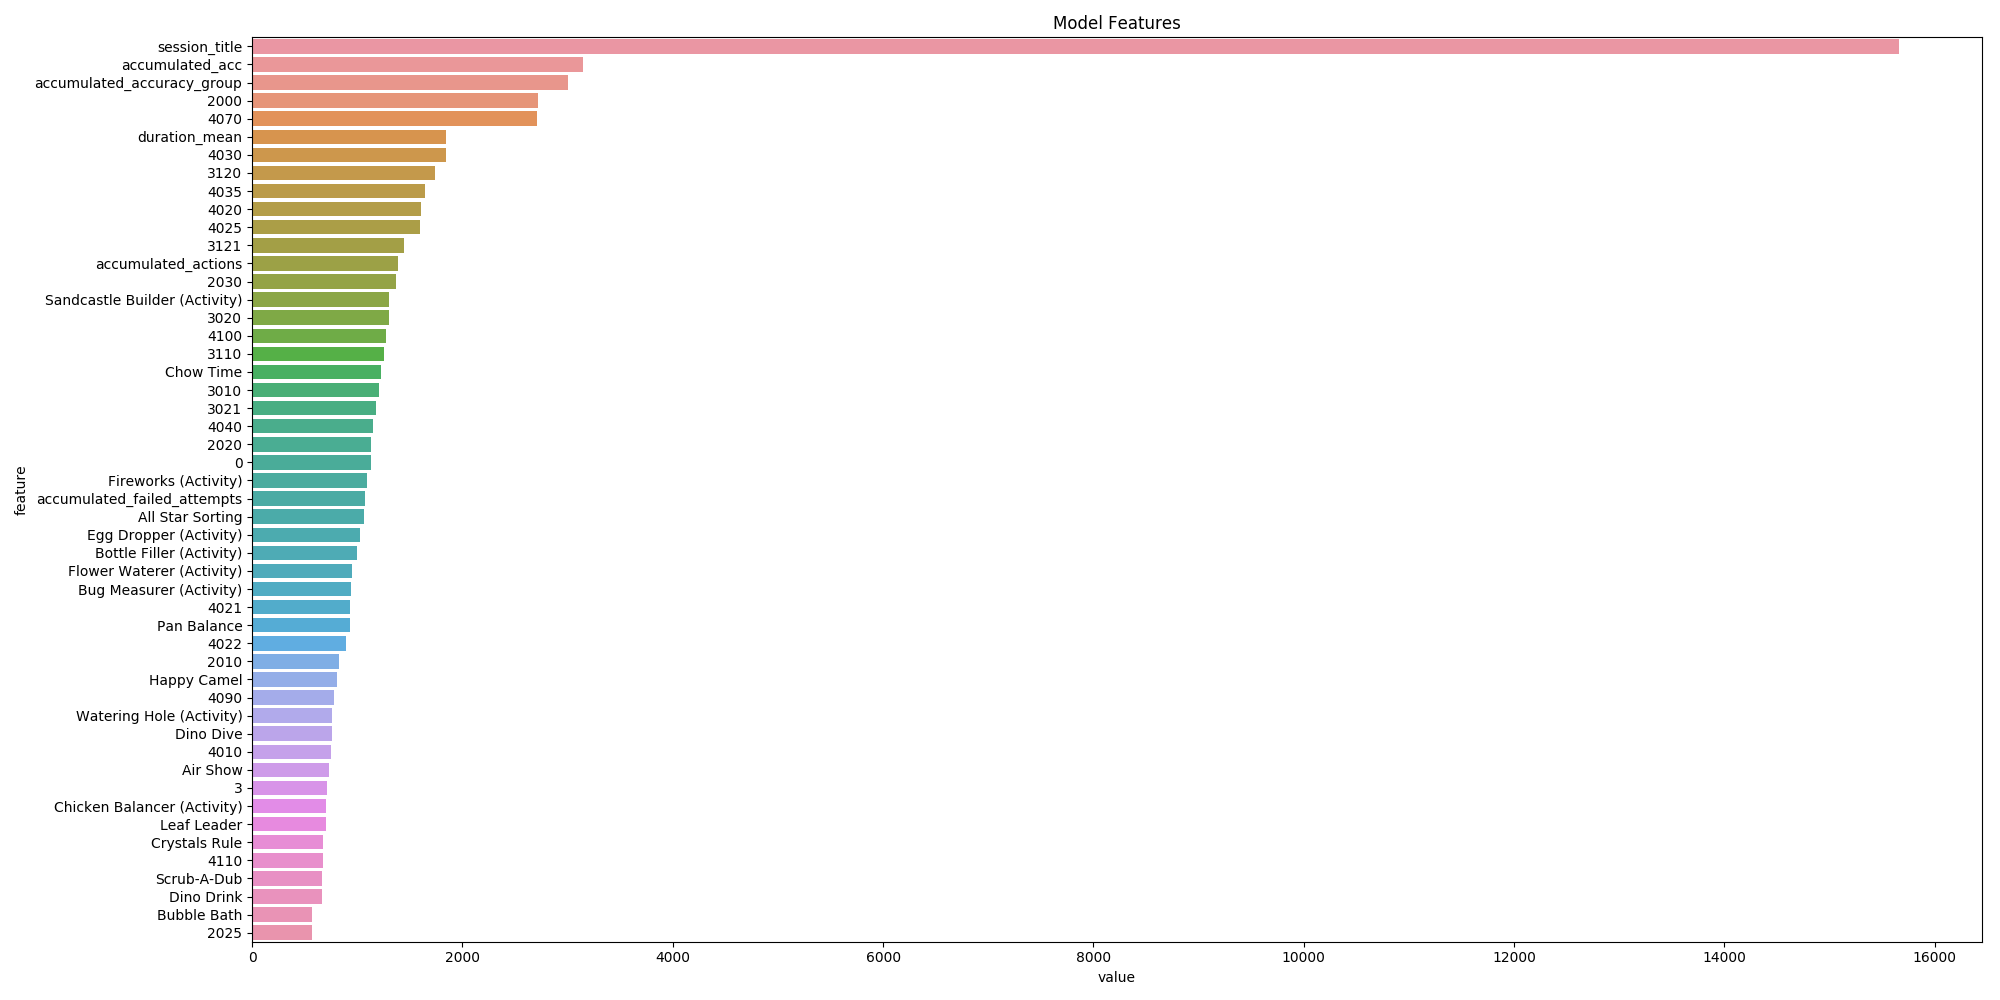 Model Features
session_title
accumulated_acc
accumulated_accuracy_group
2000
4070
duration_mean
4030
3120
4035
4020
4025
3121
accumulated_actions
2030
Sandcastle Builder (Activity)
3020
4100
3110
Chow Time
3010
3021
4040
2020
0
Fireworks (Activity)
accumulated_failed_attempts
All Star Sorting
Egg Dropper (Activity)
Bottle Filler (Activity)
Flower Waterer (Activity)
Bug Measurer (Activity)
4021
Pan Balance
4022
2010
Happy Camel
4090
Watering Hole (Activity)
Dino Dive
4010
Air Show
3
Chicken Balancer (Activity)
Leaf Leader
Crystals Rule
4110
Scrub-A-Dub
Dino Drink
Bubble Bath
2025
feature
0 2000 4000 6000 8000 10000 12000 14000 16000
value